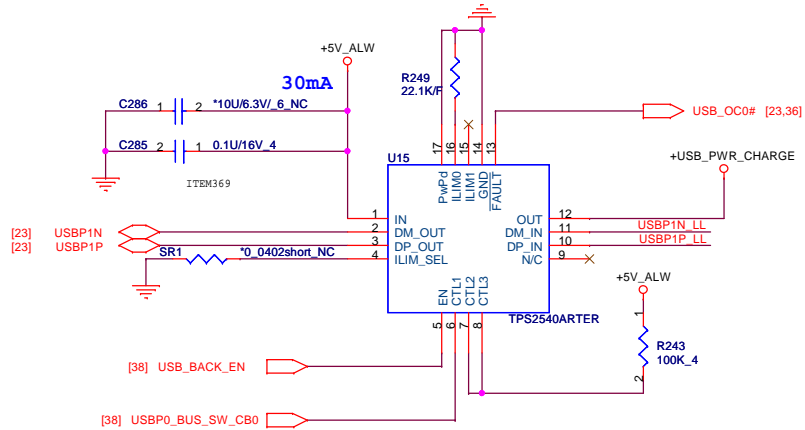 +5V_ALW
30mA
C286 1 2 *10U/6.3V/_6_NC
C285 2 1 0.1U/16V_4
ITEM369
R249
22.1K/F
USB_OC0# [23,36]
+USB_PWR_CHARGE
U15
17 16 15 14 13
PwPd ILIM0 ILIM1 GND FAULT
[23] USBP1N
[23] USBP1P
SR1 *0_0402short_NC
1 IN
2 DM_OUT
3 DP_OUT
4 ILIM_SEL
OUT 12
DM_IN 11 USBP1N_LL
DP_IN 10 USBP1P_LL
N/C 9
EN CTL1 CTL2 CTL3
5 6 7 8
TPS2540ARTER
+5V_ALW
1
R243
100K_4
2
[38] USB_BACK_EN
[38] USBP0_BUS_SW_CB0